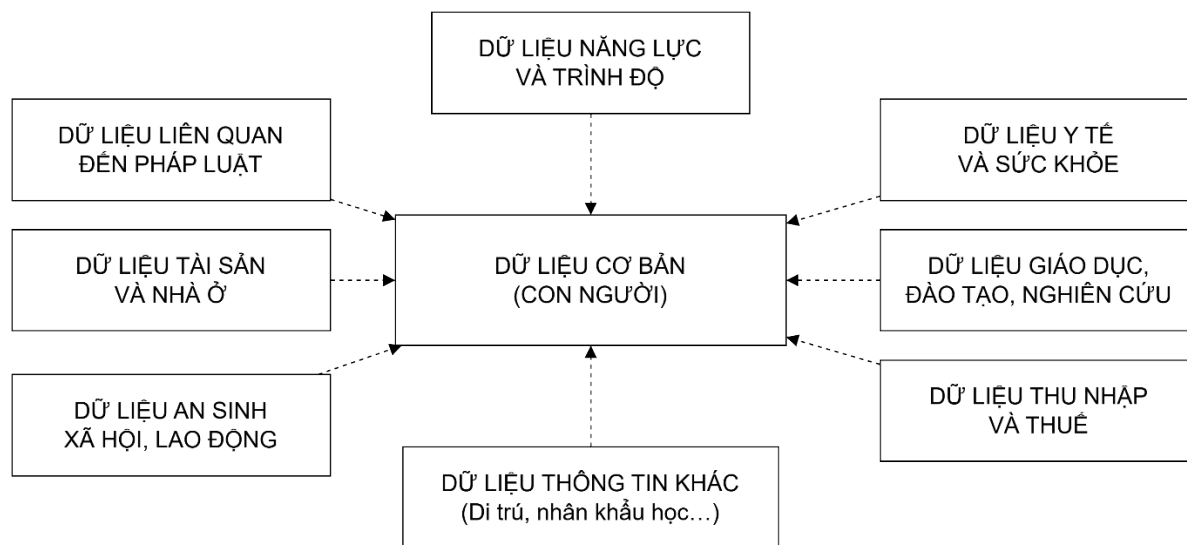 DỮ LIỆU NĂNG LỰC
VÀ TRÌNH ĐỘ
DỮ LIỆU LIÊN QUAN
ĐẾN PHÁP LUẬT
DỮ LIỆU Y TẾ
VÀ SỨC KHỎE
DỮ LIỆU TÀI SẢN
VÀ NHÀ Ở
DỮ LIỆU CƠ BẢN
(CON NGƯỜI)
DỮ LIỆU GIÁO DỤC,
ĐÀO TẠO, NGHIÊN CỨU
DỮ LIỆU AN SINH
XÃ HỘI, LAO ĐỘNG
DỮ LIỆU THU NHẬP
VÀ THUẾ
DỮ LIỆU THÔNG TIN KHÁC
(Di trú, nhân khẩu học…)